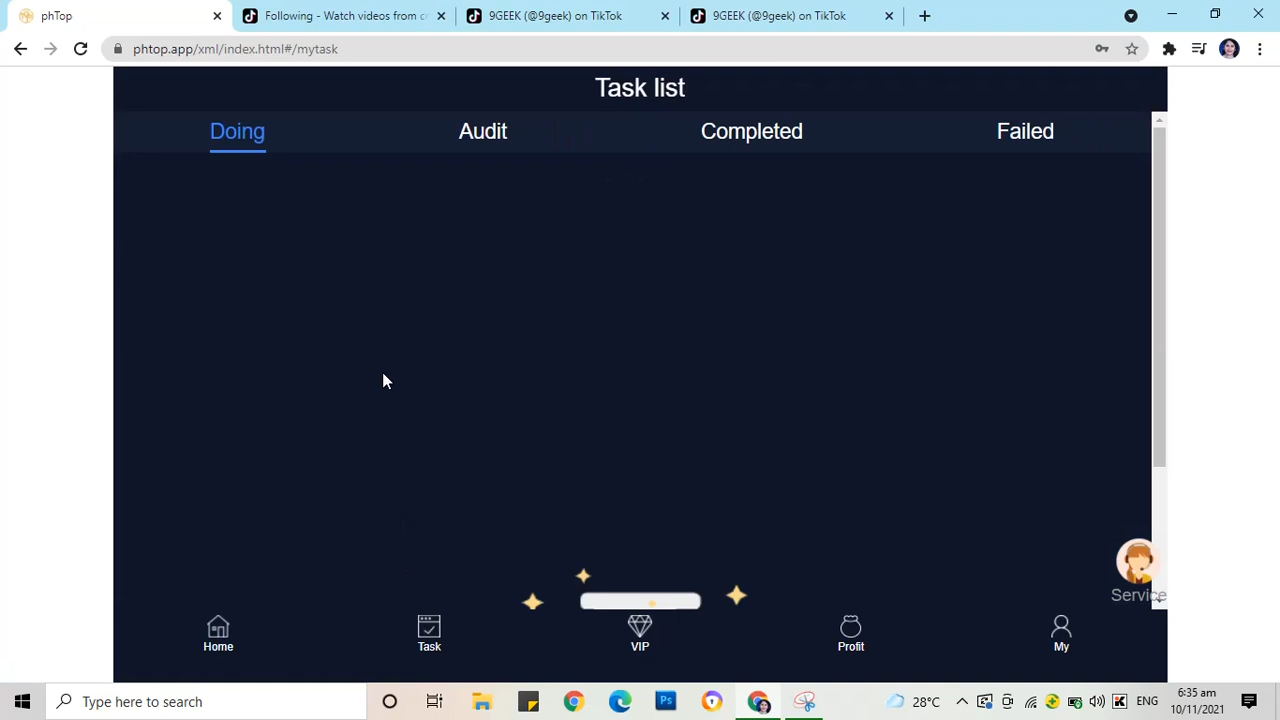 phTop
Following - Watch videos from cr
9GEEK (@9geek) on TikTok
9GEEK (@9geek) on TikTok
phtop.app/xml/index.html#/mytask
Task list
Doing
Audit
Completed
Failed
Service
Home
Task
VIP
Profit
My
Type here to search
Ps
28°C
ENG
6:35 am
10/11/2021